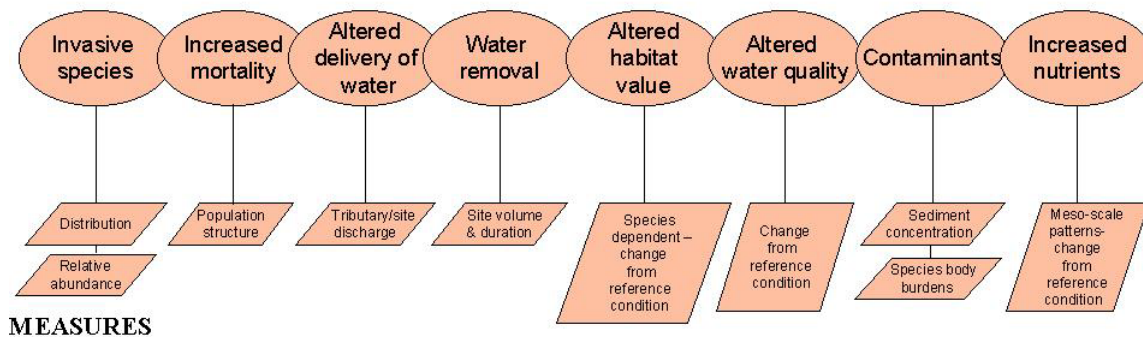 Invasive
species
Increased
mortality
Altered
delivery of
water
Water
removal
Altered
habitat
value
Altered
water quality
Contaminants
Increased
nutrients
Distribution
Relative
abundance
Population
structure
Tributary/site
discharge
Site volume
& duration
Species
dependent –
change
from
reference
condition
Change
from
reference
condition
Sediment
concentration
Species body
burdens
Meso-scale
patterns-
change
from
reference
condition
MEASURES